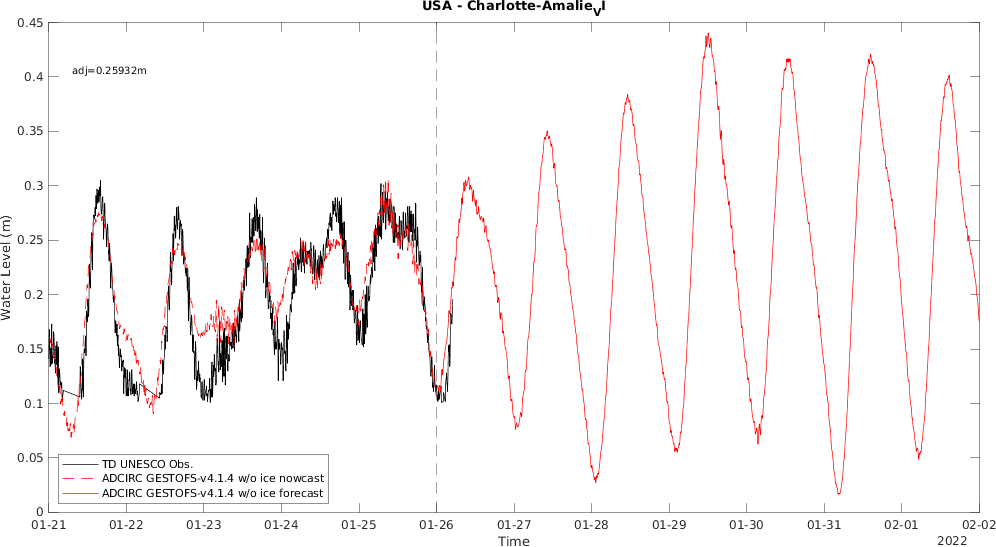 USA - Charlotte-Amalie_VI
adj=0.25932m
Water Level (m)
0.45
0.4
0.35
0.3
0.25
0.2
0.15
0.1
0.05
0
TD UNESCO Obs.
ADCIRC GESTOFS-v4.1.4 w/o ice nowcast
ADCIRC GESTOFS-v4.1.4 w/o ice forecast
01-21 01-22 01-23 01-24 01-25 01-26 01-27 01-28 01-29 01-30 01-31 02-01 02-02
Time
2022